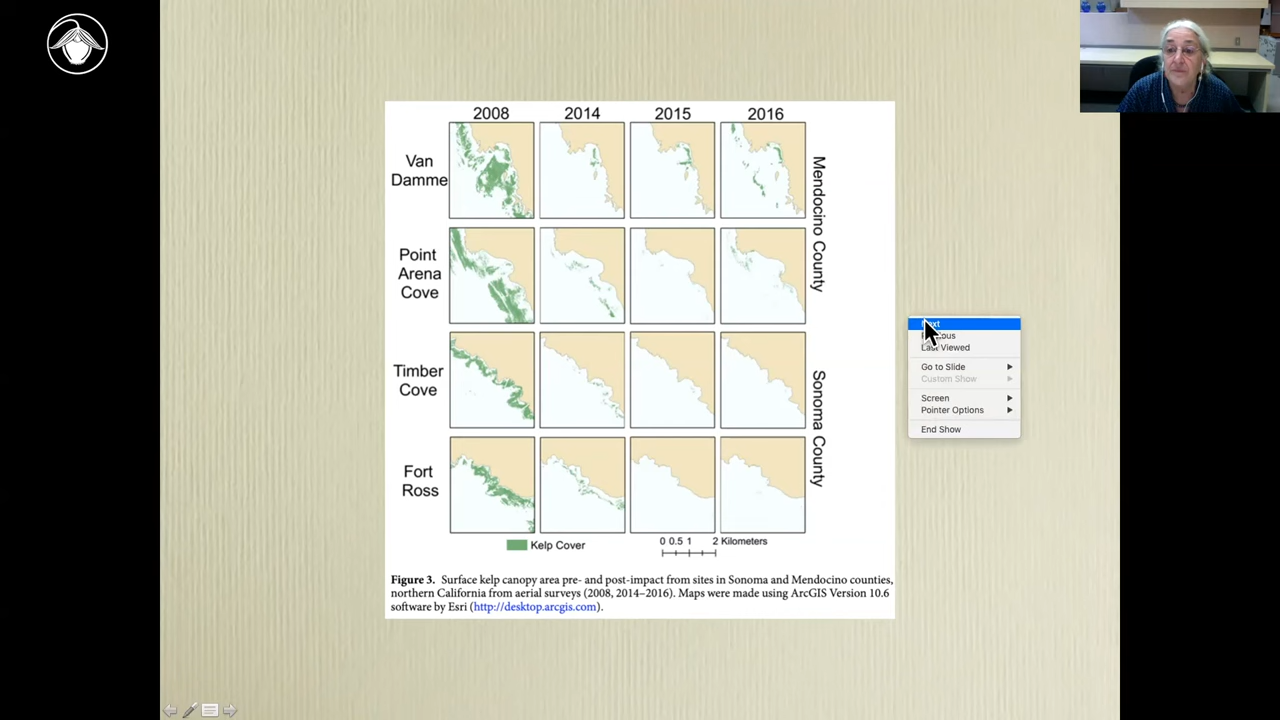 2008 2014 2015 2016
Van
Damme
Mendocino County
Point
Arena
Cove
Timber
Cove
Sonoma County
Fort
Ross
Kelp Cover
0 0.5 1 2 Kilometers
Figure 3. Surface kelp canopy area pre- and post-impact from sites in Sonoma and Mendocino counties,
northern California from aerial surveys (2008, 2014–2016). Maps were made using ArcGIS Version 10.6
software by Esri (http://desktop.arcgis.com).
Last Viewed
Go to Slide
Custom Show
Screen
Pointer Options
End Show